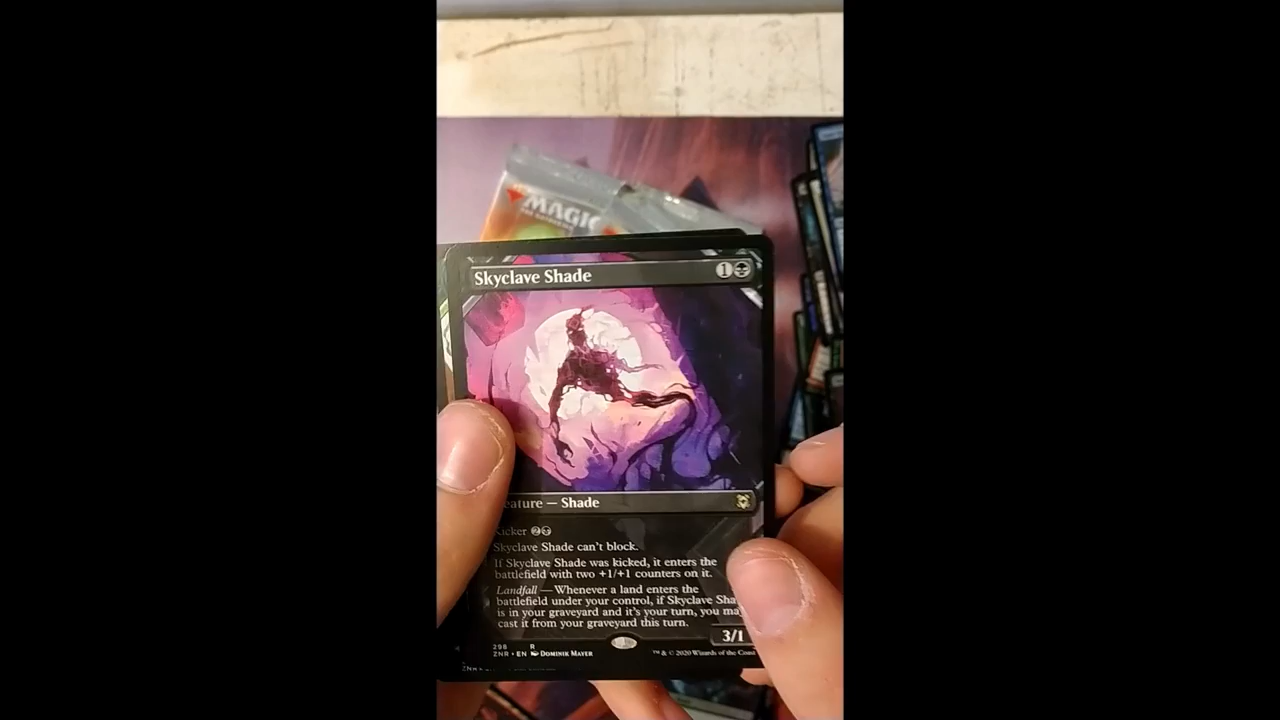 MAGIC
Skyclave Shade
1
eature — Shade
Kicker 2
Skyclave Shade can't block.
If Skyclave Shade was kicked, it enters the
battlefield with two +1/+1 counters on it.
Landfall — Whenever a land enters the
battlefield under your control, if Skyclave Sha
is in your graveyard and it's your turn, you ma
cast it from your graveyard this turn.
3/1
298 R
ZNR • EN DOMINIK MAYER
™ & © 2020 Wizards of the Coast